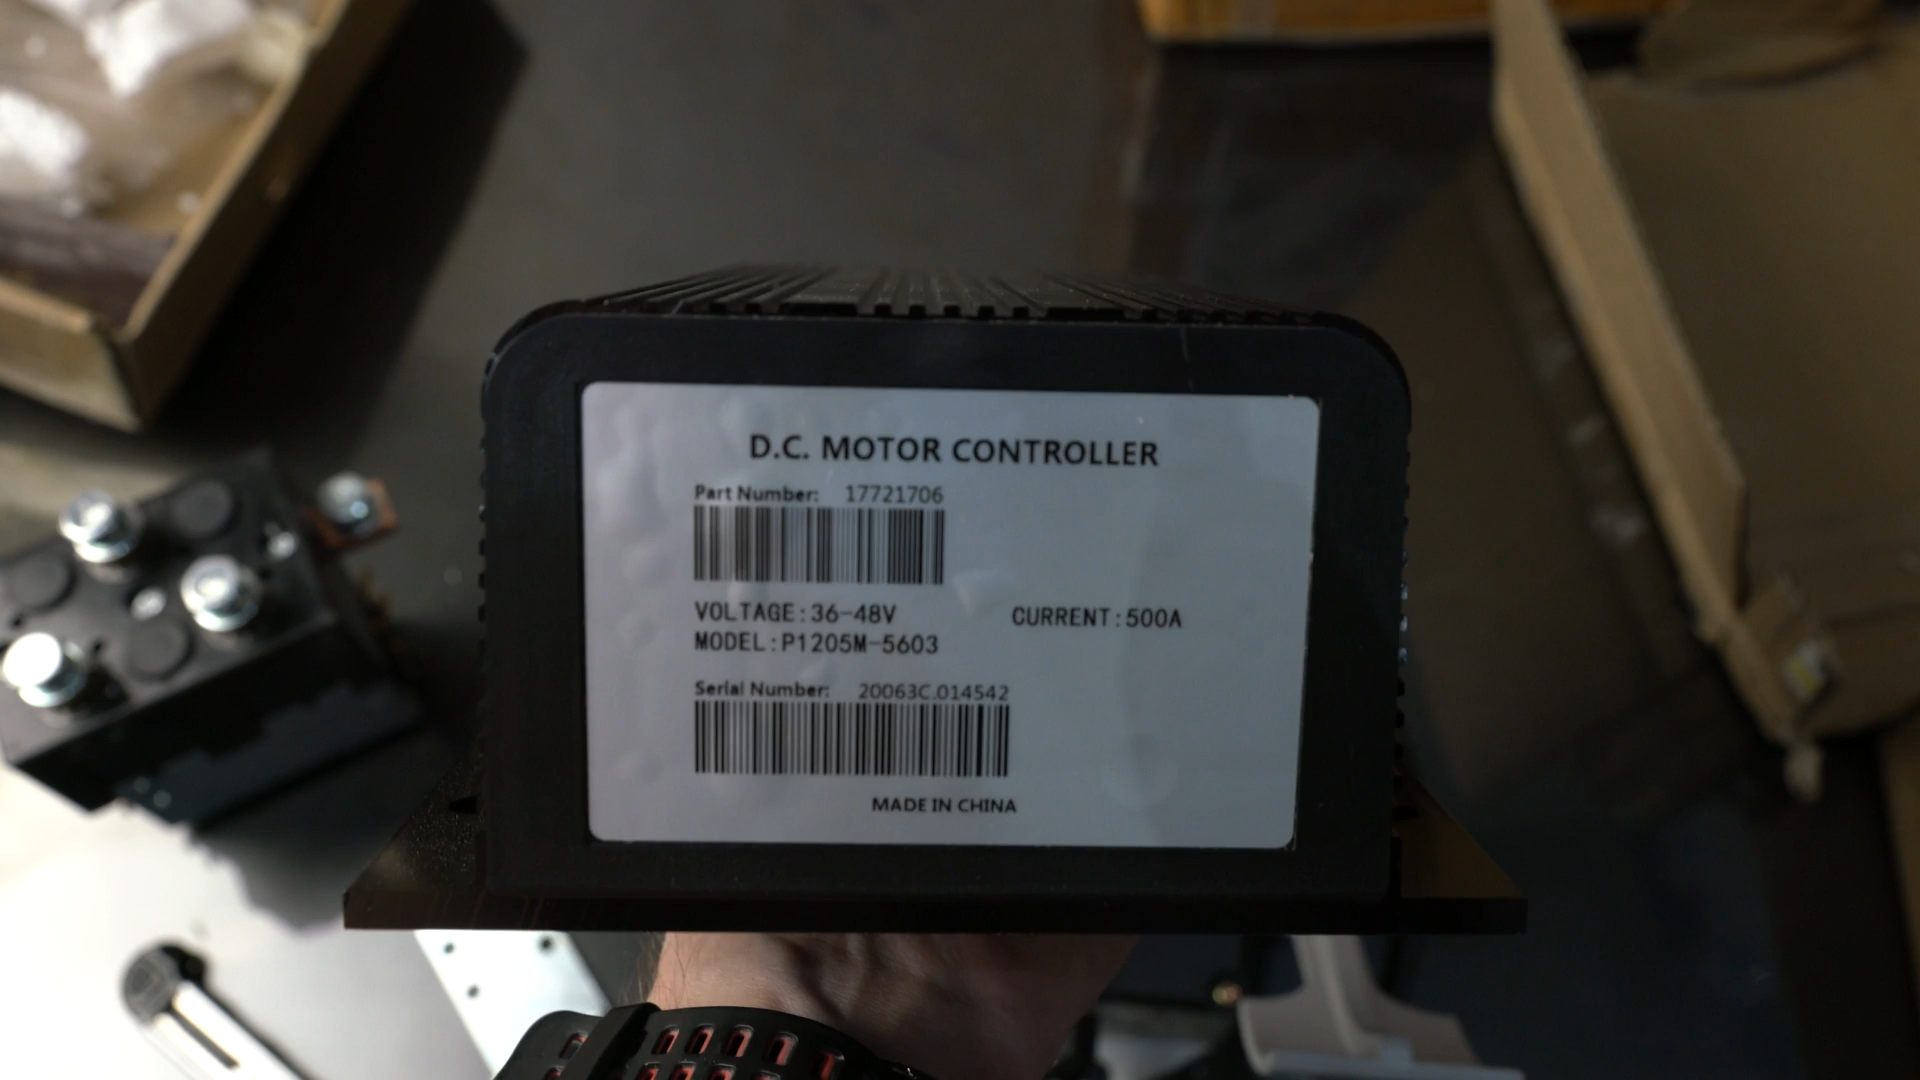 D.C. MOTOR CONTROLLER
Part Number: 17721706
VOLTAGE:36-48V CURRENT:500A
MODEL:P1205M-5603
Serial Number: 20063C.014542
MADE IN CHINA